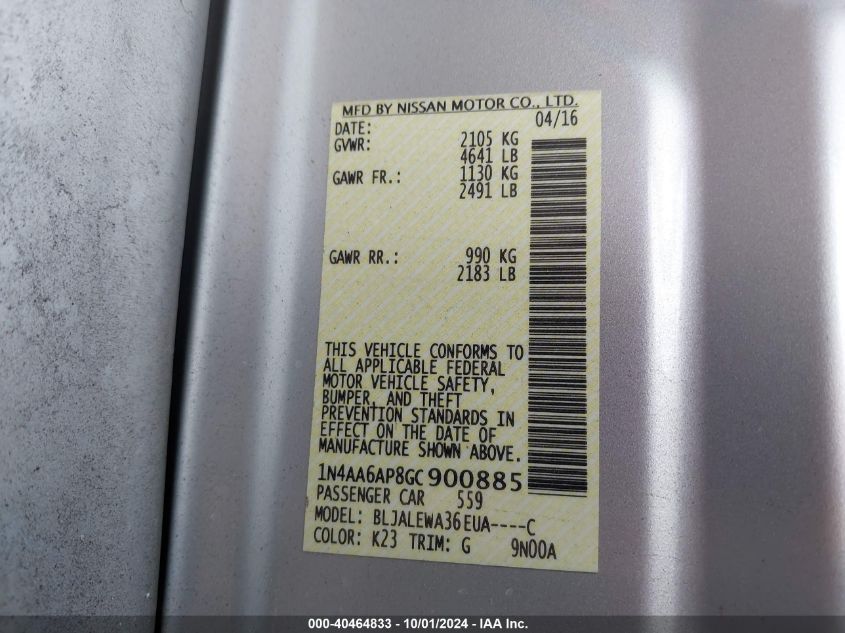 MFD BY NISSAN MOTOR CO., LTD.
DATE: 04/16
GVWR: 2105 KG
4641 LB
GAWR FR.: 1130 KG
2491 LB
GAWR RR.: 990 KG
2183 LB
THIS VEHICLE CONFORMS TO
ALL APPLICABLE FEDERAL
MOTOR VEHICLE SAFETY,
BUMPER, AND THEFT
PREVENTION STANDARDS IN
EFFECT ON THE DATE OF
MANUFACTURE SHOWN ABOVE.
1N4AA6AP8GC900885
PASSENGER CAR 559
MODEL: BLJALEWA36EUA----C
COLOR: K23 TRIM: G 9N00A
000-40464833 - 10/01/2024 - IAA Inc.